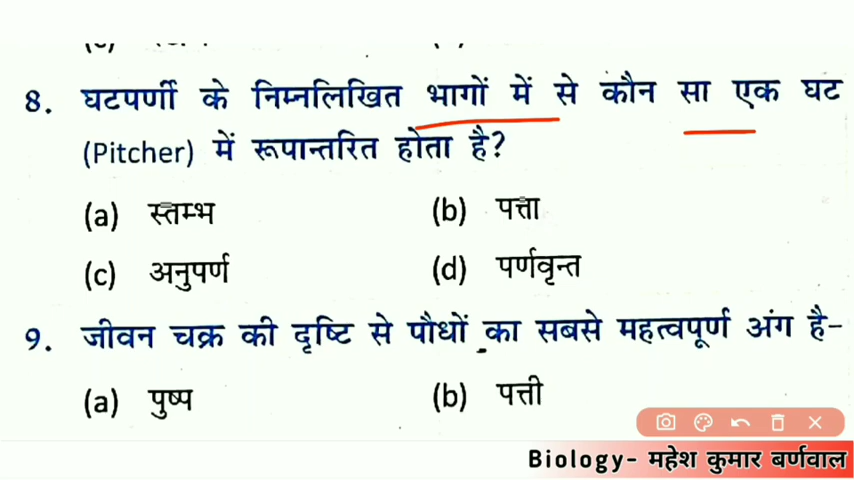 8. घटपर्णी के निम्नलिखित भागों में से कौन सा एक घट
(Pitcher) में रूपान्तरित होता है?
(a) स्तम्भ (b) पत्ता
(c) अनुपर्ण (d) पर्णवृन्त
9. जीवन चक्र की दृष्टि से पौधों का सबसे महत्वपूर्ण अंग है-
(a) पुष्प (b) पत्ती
Biology- महेश कुमार बर्णवाल